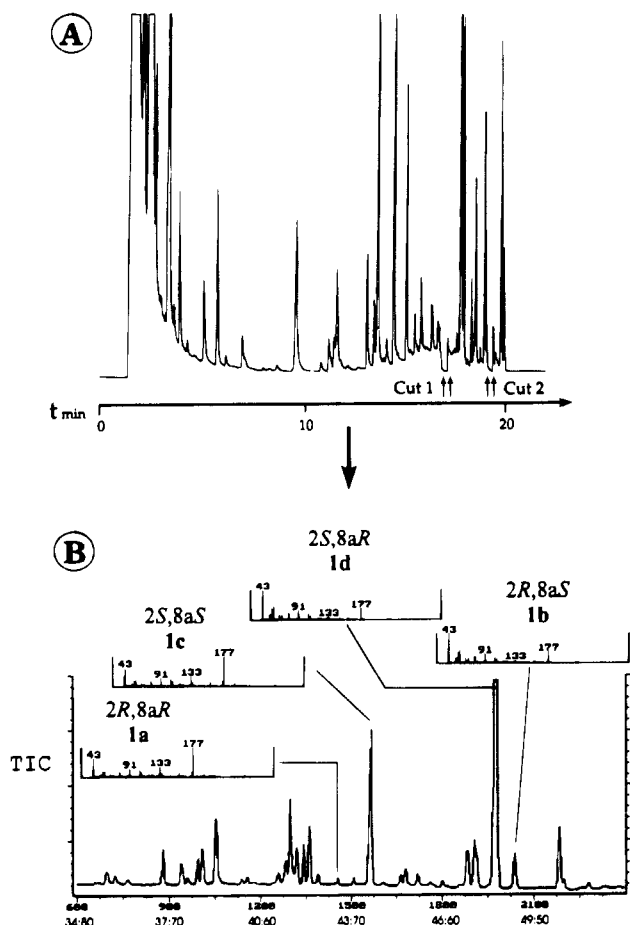 A
Cut 1
Cut 2
t min
0 10 20
B
2S,8aR
1d
43 91 133 177
2R,8aS
1b
43 91 133 177
2S,8aS
1c
43 91 133 177
2R,8aR
1a
43 91 133 177
TIC
600 900 1200 1500 1800 2100
34:80 37:70 40:60 43:70 46:60 49:50